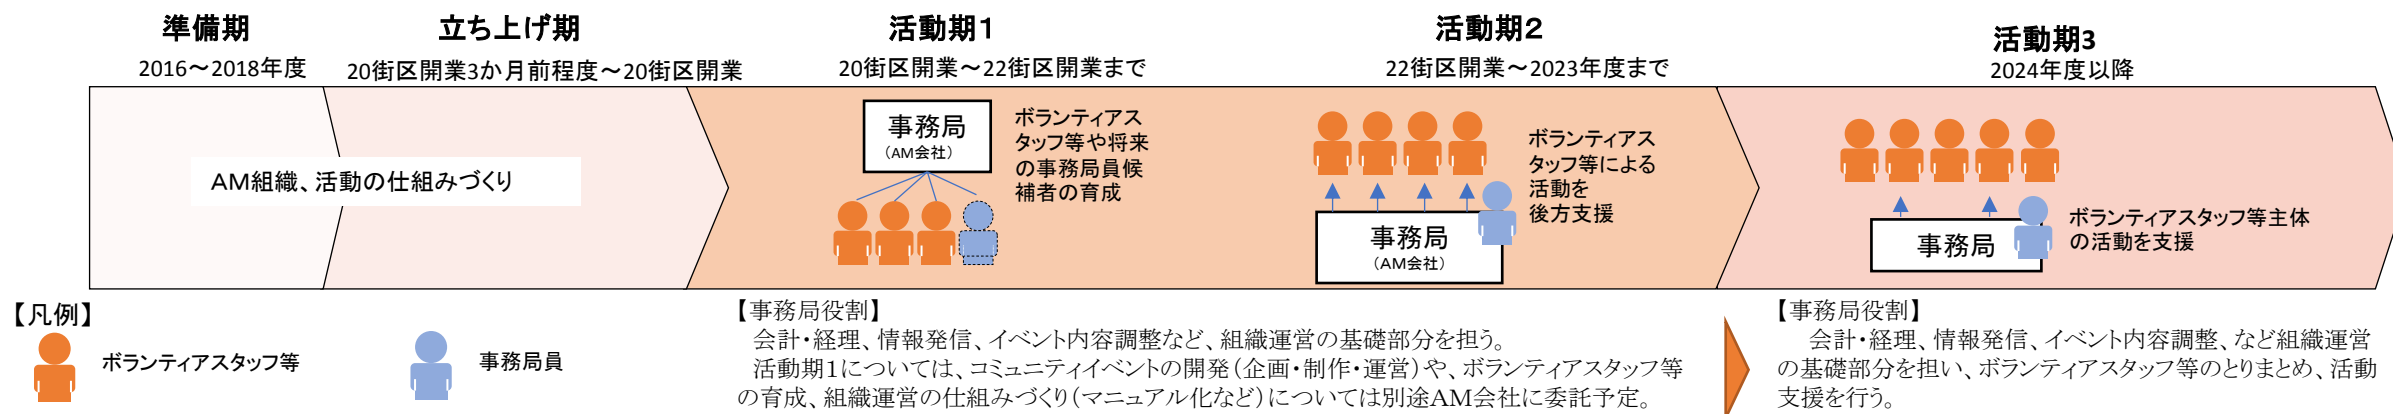 準備期
2016～2018年度
立ち上げ期
20街区開業3か月前程度～20街区開業
活動期１
20街区開業～22街区開業まで
活動期２
22街区開業～2023年度まで
活動期3
2024年度以降
AM組織、活動の仕組みづくり
事務局
（AM会社）
ボランティアス
タッフ等や将来
の事務局員候
補者の育成
ボランティアス
タッフ等による
活動を
後方支援
事務局
（AM会社）
ボランティアスタッフ等主体
の活動を支援
事務局
【凡例】
ボランティアスタッフ等
事務局員
【事務局役割】
会計・経理、情報発信、イベント内容調整など、組織運営の基礎部分を担う。
活動期１については、コミュニティイベントの開発（企画・制作・運営）や、ボランティアスタッフ等
の育成、組織運営の仕組みづくり（マニュアル化など）については別途AM会社に委託予定。
【事務局役割】
会計・経理、情報発信、イベント内容調整、など組織運営
の基礎部分を担い、ボランティアスタッフ等のとりまとめ、活動
支援を行う。